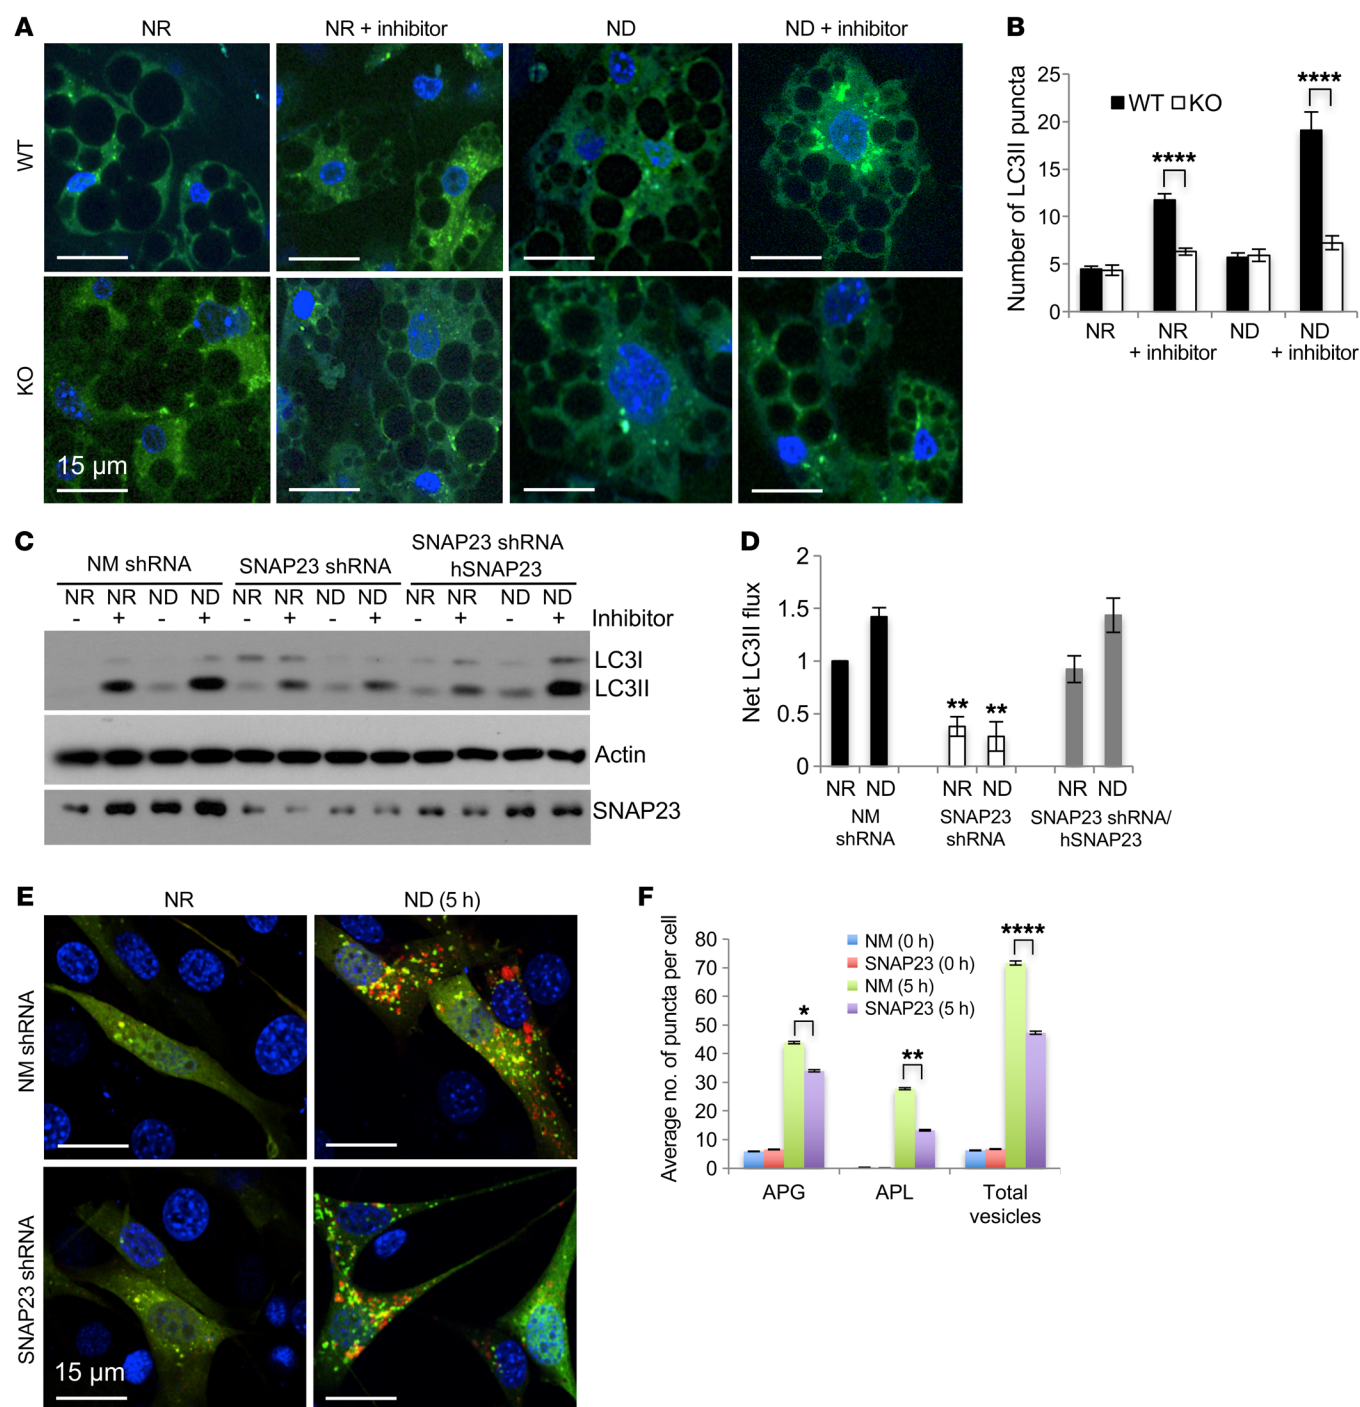 A
NR
NR + inhibitor
ND
ND + inhibitor
WT
KO
15 μm
B
Number of LC3II puncta
25
20
15
10
5
0
WT KO
****
****
NR
NR
+ inhibitor
ND
ND
+ inhibitor
C
NM shRNA
SNAP23 shRNA
SNAP23 shRNA
hSNAP23
NR NR ND ND NR NR ND ND NR NR ND ND
- + - + - + - + - + - + Inhibitor
LC3I
LC3II
Actin
SNAP23
D
Net LC3II flux
2
1.5
1
0.5
0
** **
NR ND NR ND NR ND
NM
shRNA
SNAP23
shRNA
SNAP23 shRNA/
hSNAP23
E
NR
ND (5 h)
NM shRNA
SNAP23 shRNA
15 μm
F
Average no. of puncta per cell
80
70
60
50
40
30
20
10
0
NM (0 h)
SNAP23 (0 h)
NM (5 h)
SNAP23 (5 h)
*
**
****
APG
APL
Total
vesicles